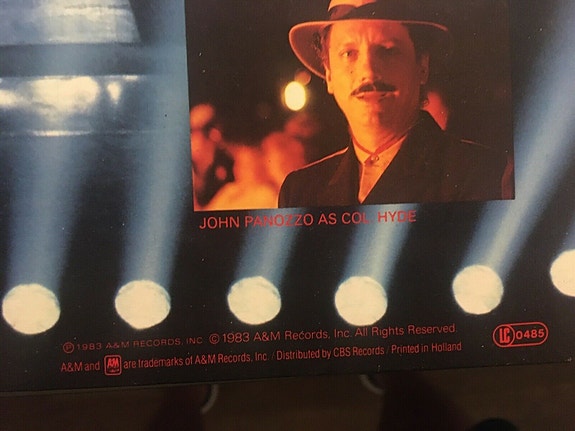 JOHN PANOZZO AS COL. HYDE
Ⓟ1983 A&M RECORDS, INC. ©1983 A&M Records, Inc. All Rights Reserved.
LC 0485
A&M and A&M are trademarks of A&M Records, Inc. / Distributed by CBS Records / Printed in Holland